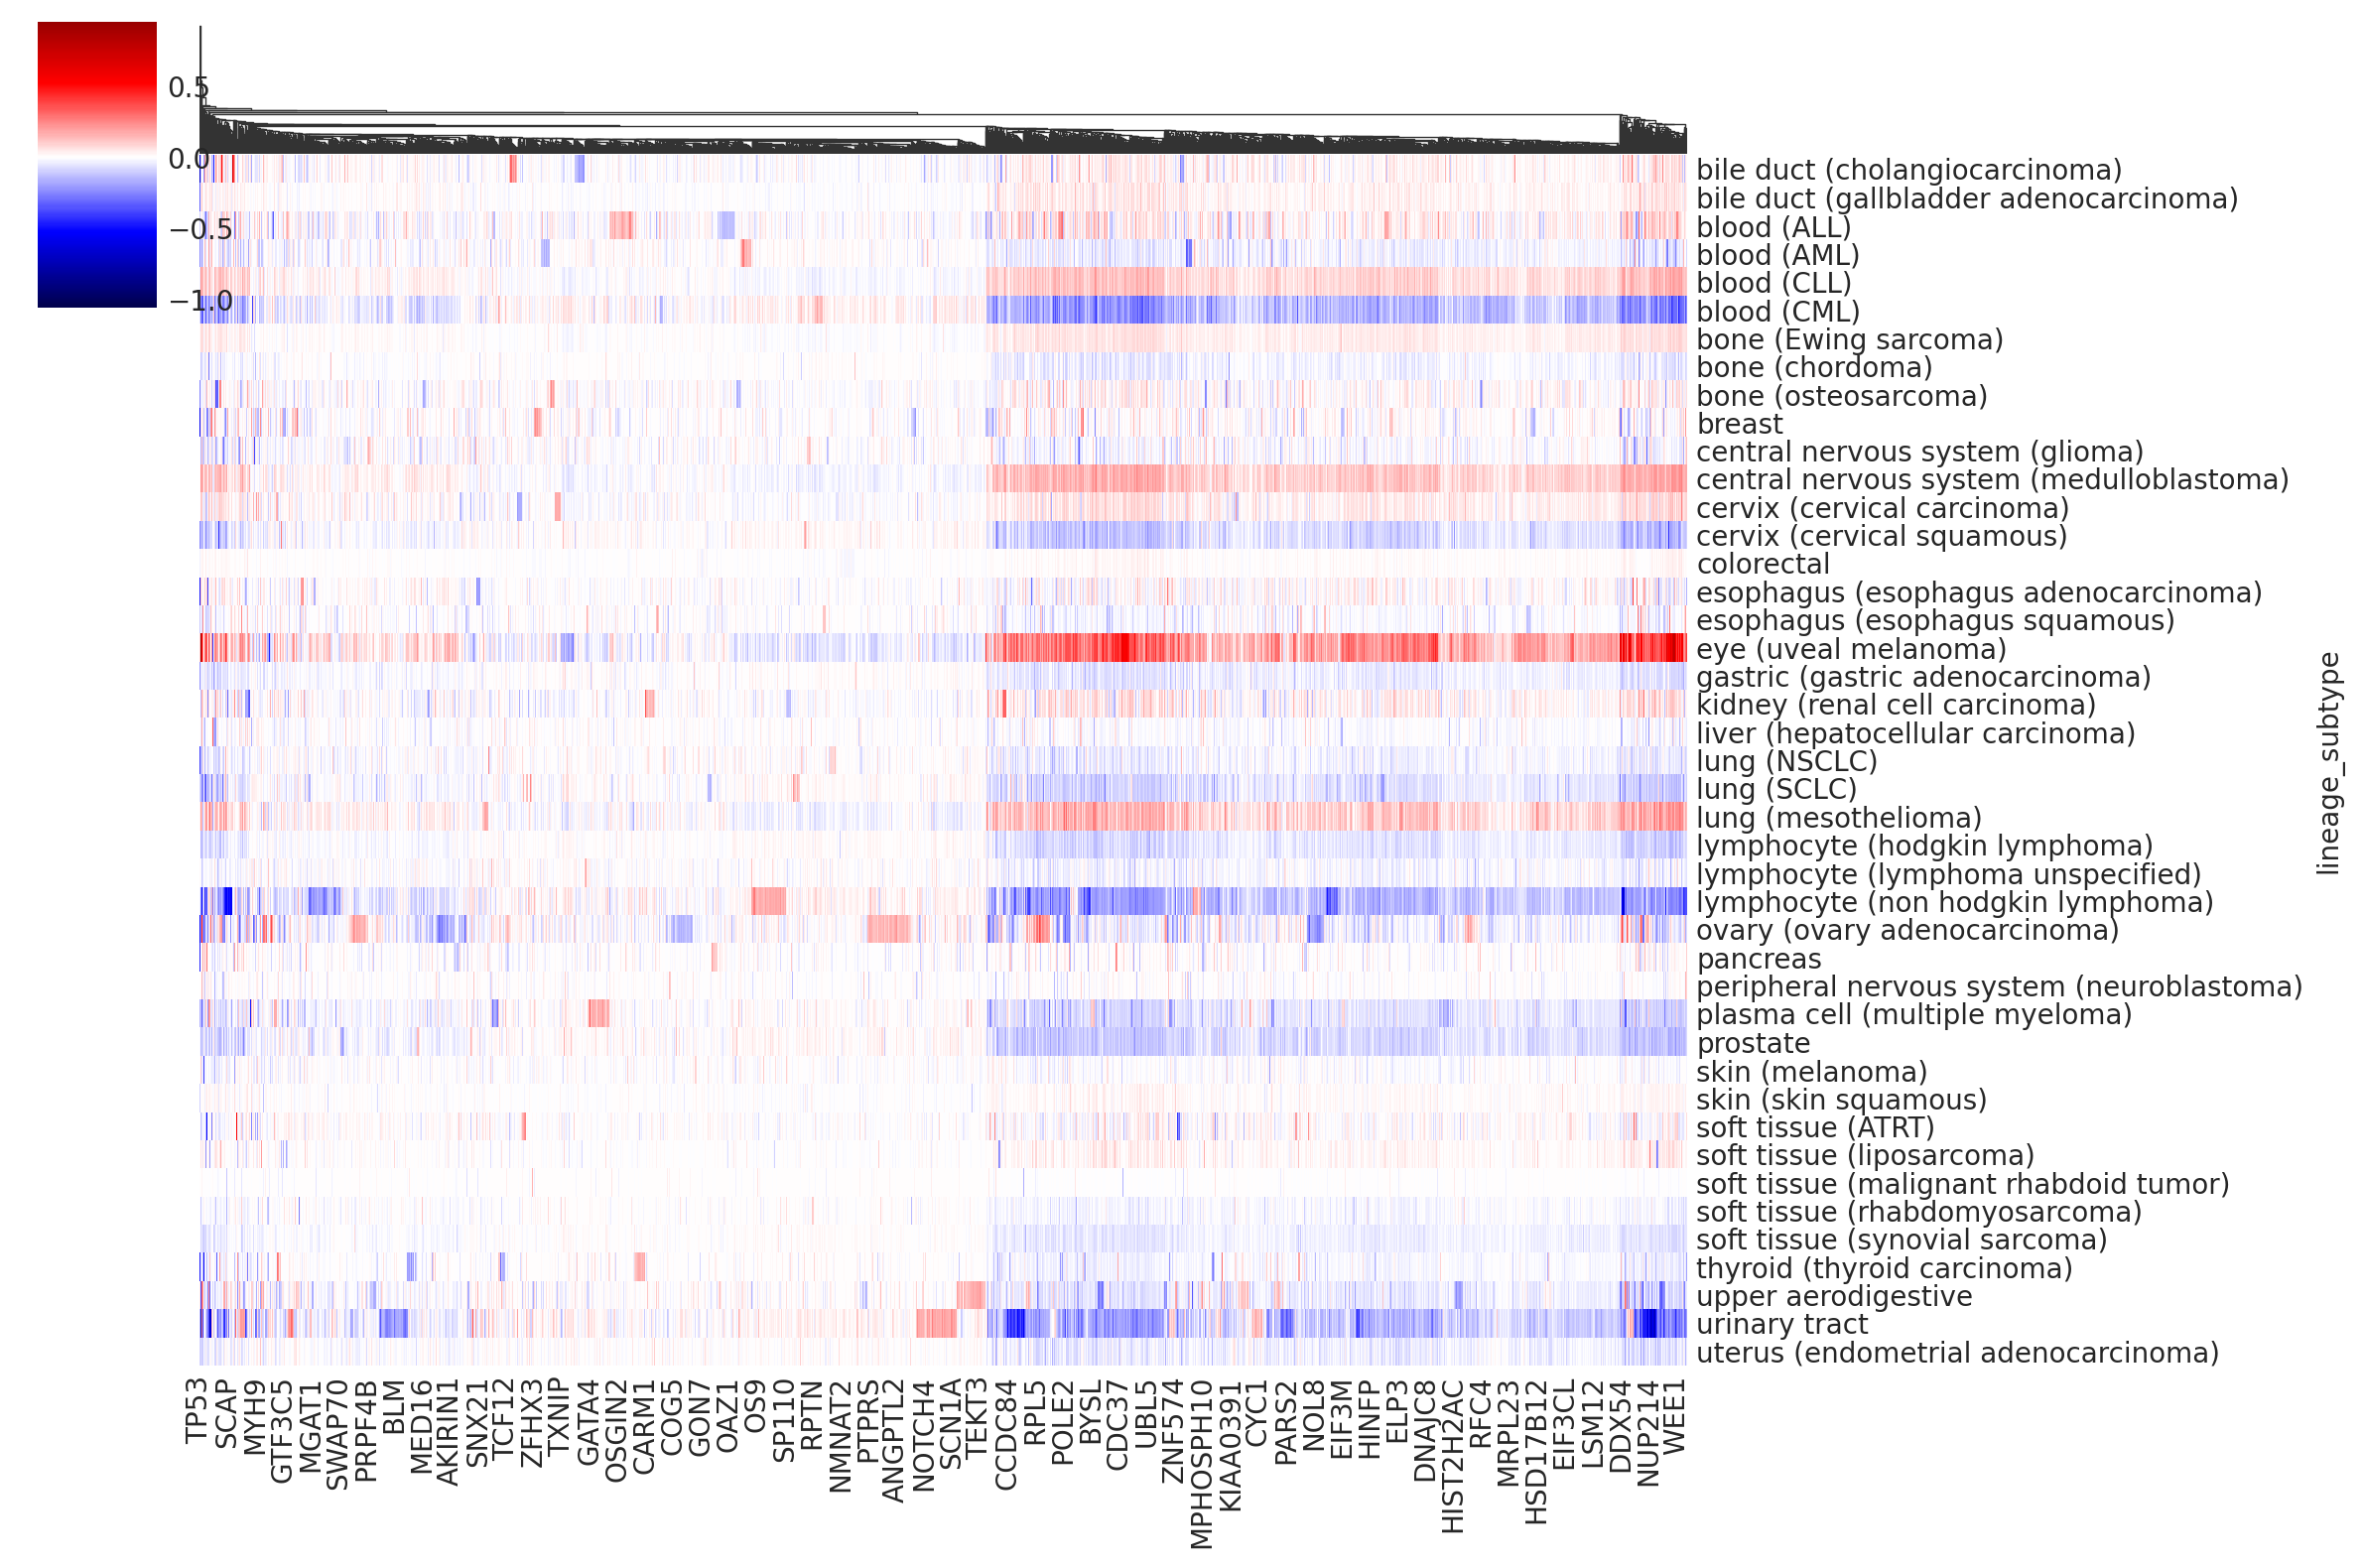 0.5
0.0
−0.5
−1.0
bile duct (cholangiocarcinoma)
bile duct (gallbladder adenocarcinoma)
blood (ALL)
blood (AML)
blood (CLL)
blood (CML)
bone (Ewing sarcoma)
bone (chordoma)
bone (osteosarcoma)
breast
central nervous system (glioma)
central nervous system (medulloblastoma)
cervix (cervical carcinoma)
cervix (cervical squamous)
colorectal
esophagus (esophagus adenocarcinoma)
esophagus (esophagus squamous)
eye (uveal melanoma)
gastric (gastric adenocarcinoma)
kidney (renal cell carcinoma)
liver (hepatocellular carcinoma)
lung (NSCLC)
lung (SCLC)
lung (mesothelioma)
lymphocyte (hodgkin lymphoma)
lymphocyte (lymphoma unspecified)
lymphocyte (non hodgkin lymphoma)
ovary (ovary adenocarcinoma)
pancreas
peripheral nervous system (neuroblastoma)
plasma cell (multiple myeloma)
prostate
skin (melanoma)
skin (skin squamous)
soft tissue (ATRT)
soft tissue (liposarcoma)
soft tissue (malignant rhabdoid tumor)
soft tissue (rhabdomyosarcoma)
soft tissue (synovial sarcoma)
thyroid (thyroid carcinoma)
upper aerodigestive
urinary tract
uterus (endometrial adenocarcinoma)
lineage_subtype
TP53
SCAP
MYH9
GTF3C5
MGAT1
SWAP70
PRPF4B
BLM
MED16
AKIRIN1
SNX21
TCF12
ZFHX3
TXNIP
GATA4
OSGIN2
CARM1
COG5
GON7
OAZ1
OS9
SP110
RPTN
NMNAT2
PTPRS
ANGPTL2
NOTCH4
SCN1A
TEKT3
CCDC84
RPL5
POLE2
BYSL
CDC37
UBL5
ZNF574
MPHOSPH10
KIAA0391
CYC1
PARS2
NOL8
EIF3M
HINFP
ELP3
DNAJC8
HIST2H2AC
RFC4
MRPL23
HSD17B12
EIF3CL
LSM12
DDX54
NUP214
WEE1